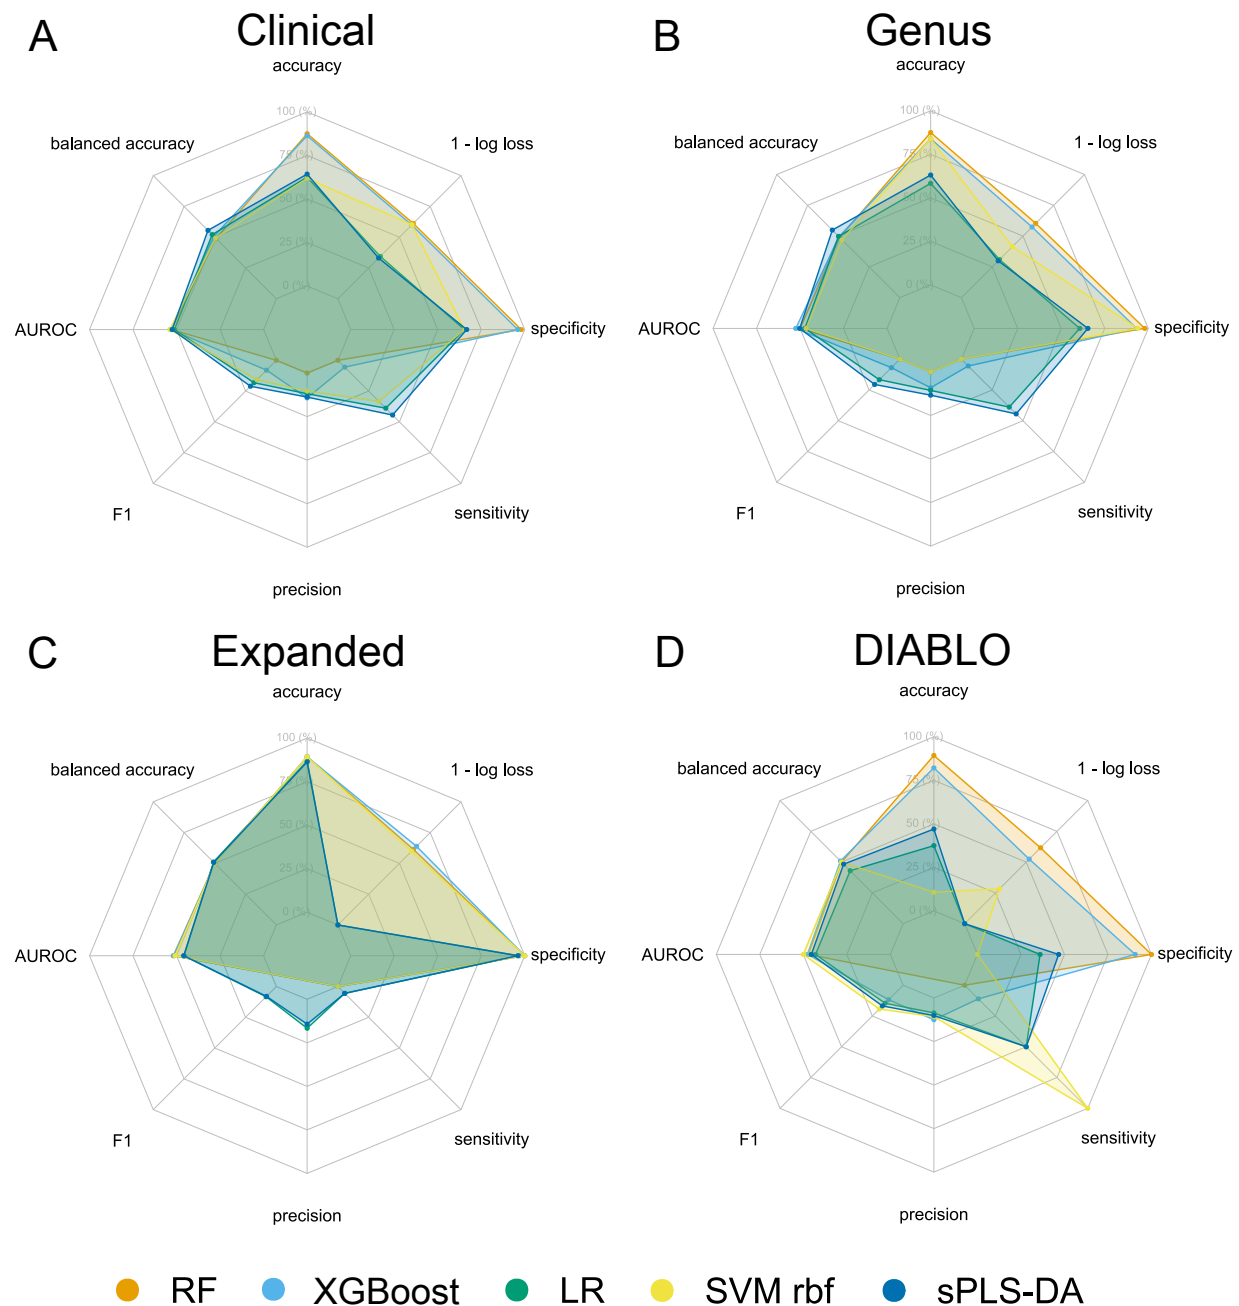 A
Clinical
accuracy
1 - log loss
specificity
sensitivity
precision
F1
AUROC
balanced accuracy
100 (%)
75 (%)
50 (%)
25 (%)
0 (%)
B
Genus
accuracy
1 - log loss
specificity
sensitivity
precision
F1
AUROC
balanced accuracy
100 (%)
75 (%)
50 (%)
25 (%)
0 (%)
C
Expanded
accuracy
1 - log loss
specificity
sensitivity
precision
F1
AUROC
balanced accuracy
100 (%)
75 (%)
50 (%)
25 (%)
0 (%)
D
DIABLO
accuracy
1 - log loss
specificity
sensitivity
precision
F1
AUROC
balanced accuracy
100 (%)
75 (%)
50 (%)
25 (%)
0 (%)
RF XGBoost LR SVM rbf sPLS-DA